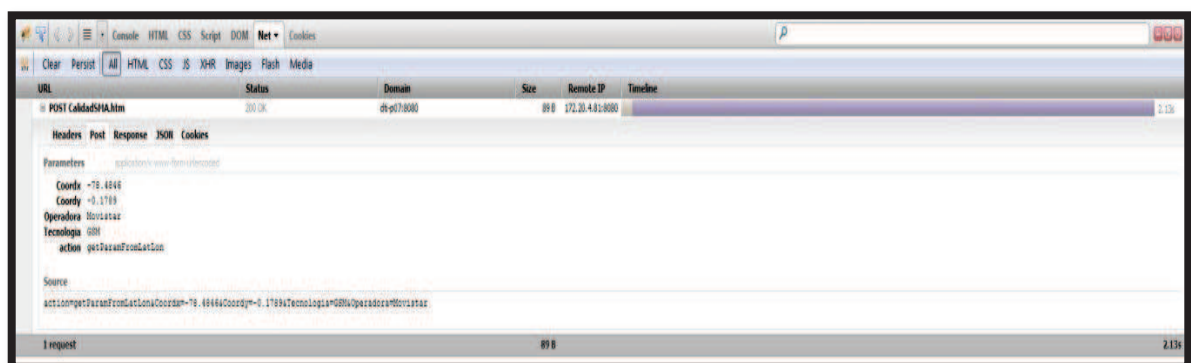 Console HTML CSS Script DOM Net Cookies
Clear Persist All HTML CSS JS XHR Images Flash Media
URL Status Domain Size Remote IP Timeline
POST CalidadSMA.htm 200 OK dt-p07:8080 89 B 172.20.4.81:8080 2.13s
Headers Post Response JSON Cookies
Parameters application/x-www-form-urlencoded
Coordx -78.4846
Coordy -0.1789
Operadora Movistar
Tecnologia GSM
action getParamFromLatLon
Source
action=getParamFromLatLon&Coordx=-78.4846&Coordy=-0.1789&Tecnologia=GSM&Operadora=Movistar
1 request 89 B 2.13s